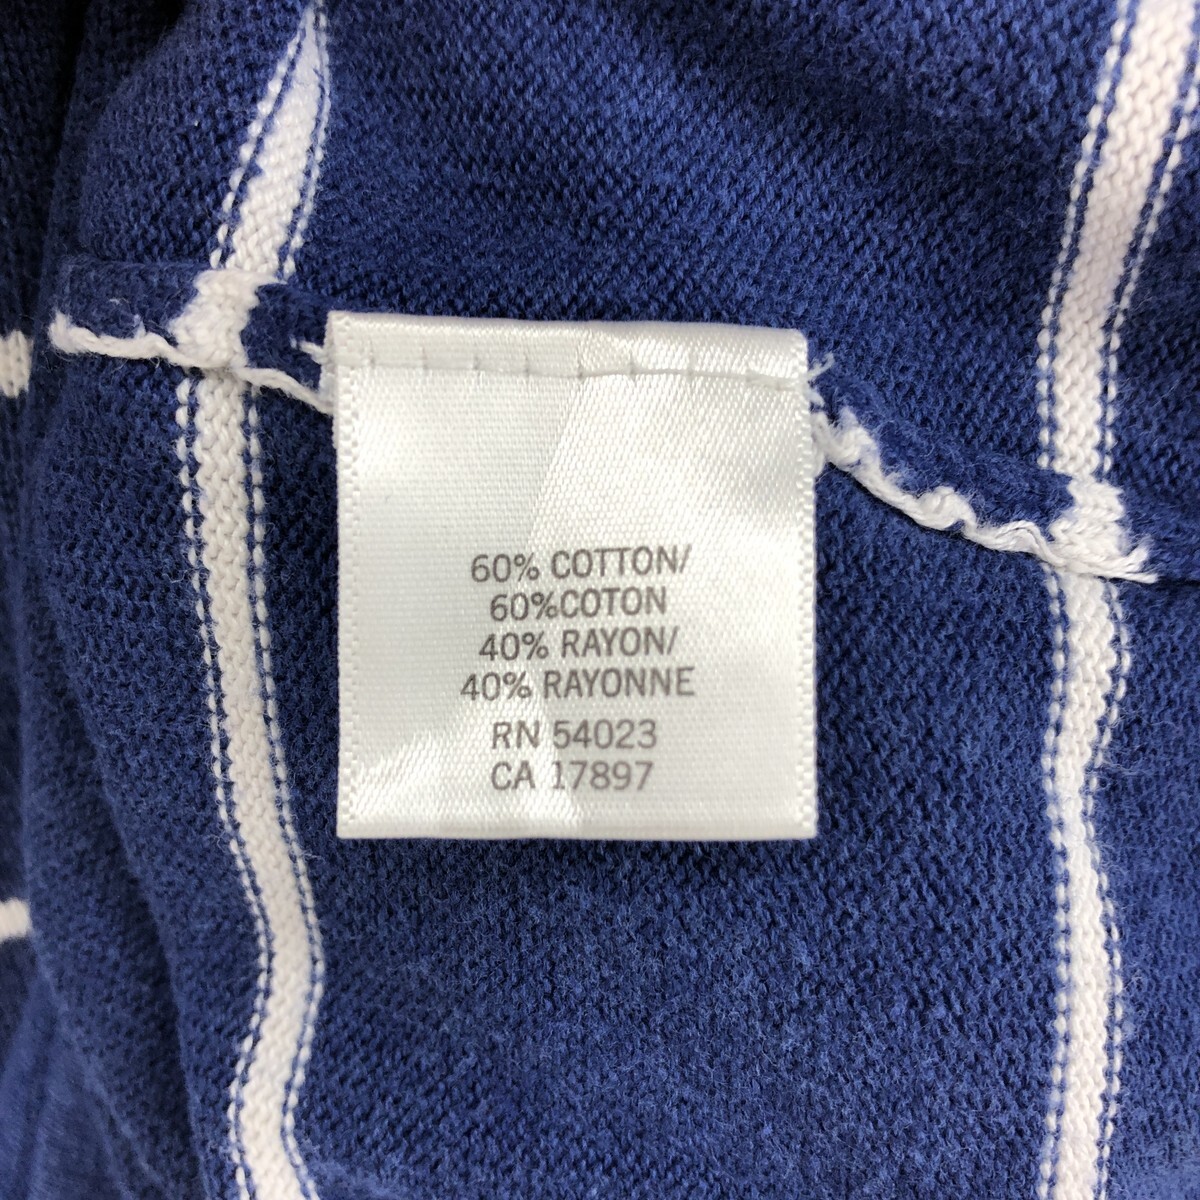 60% COTTON/
60%COTON
40% RAYON/
40% RAYONNE
RN 54023
CA 17897